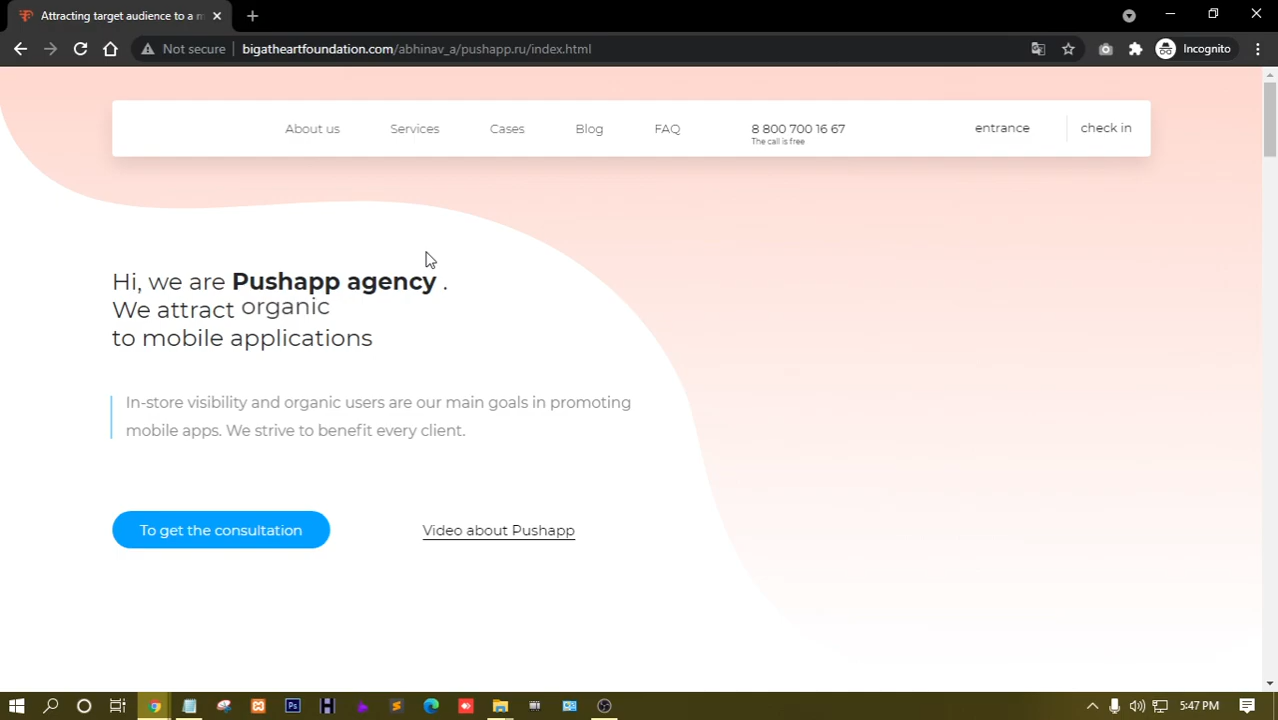 Attracting target audience to a m
Not secure
bigatheartfoundation.com/abhinav_a/pushapp.ru/index.html
Incognito
About us
Services
Cases
Blog
FAQ
8 800 700 16 67
The call is free
entrance
check in
Hi, we are Pushapp agency .
We attract organic
to mobile applications
In-store visibility and organic users are our main goals in promoting
mobile apps. We strive to benefit every client.
To get the consultation
Video about Pushapp
Ps
5:47 PM